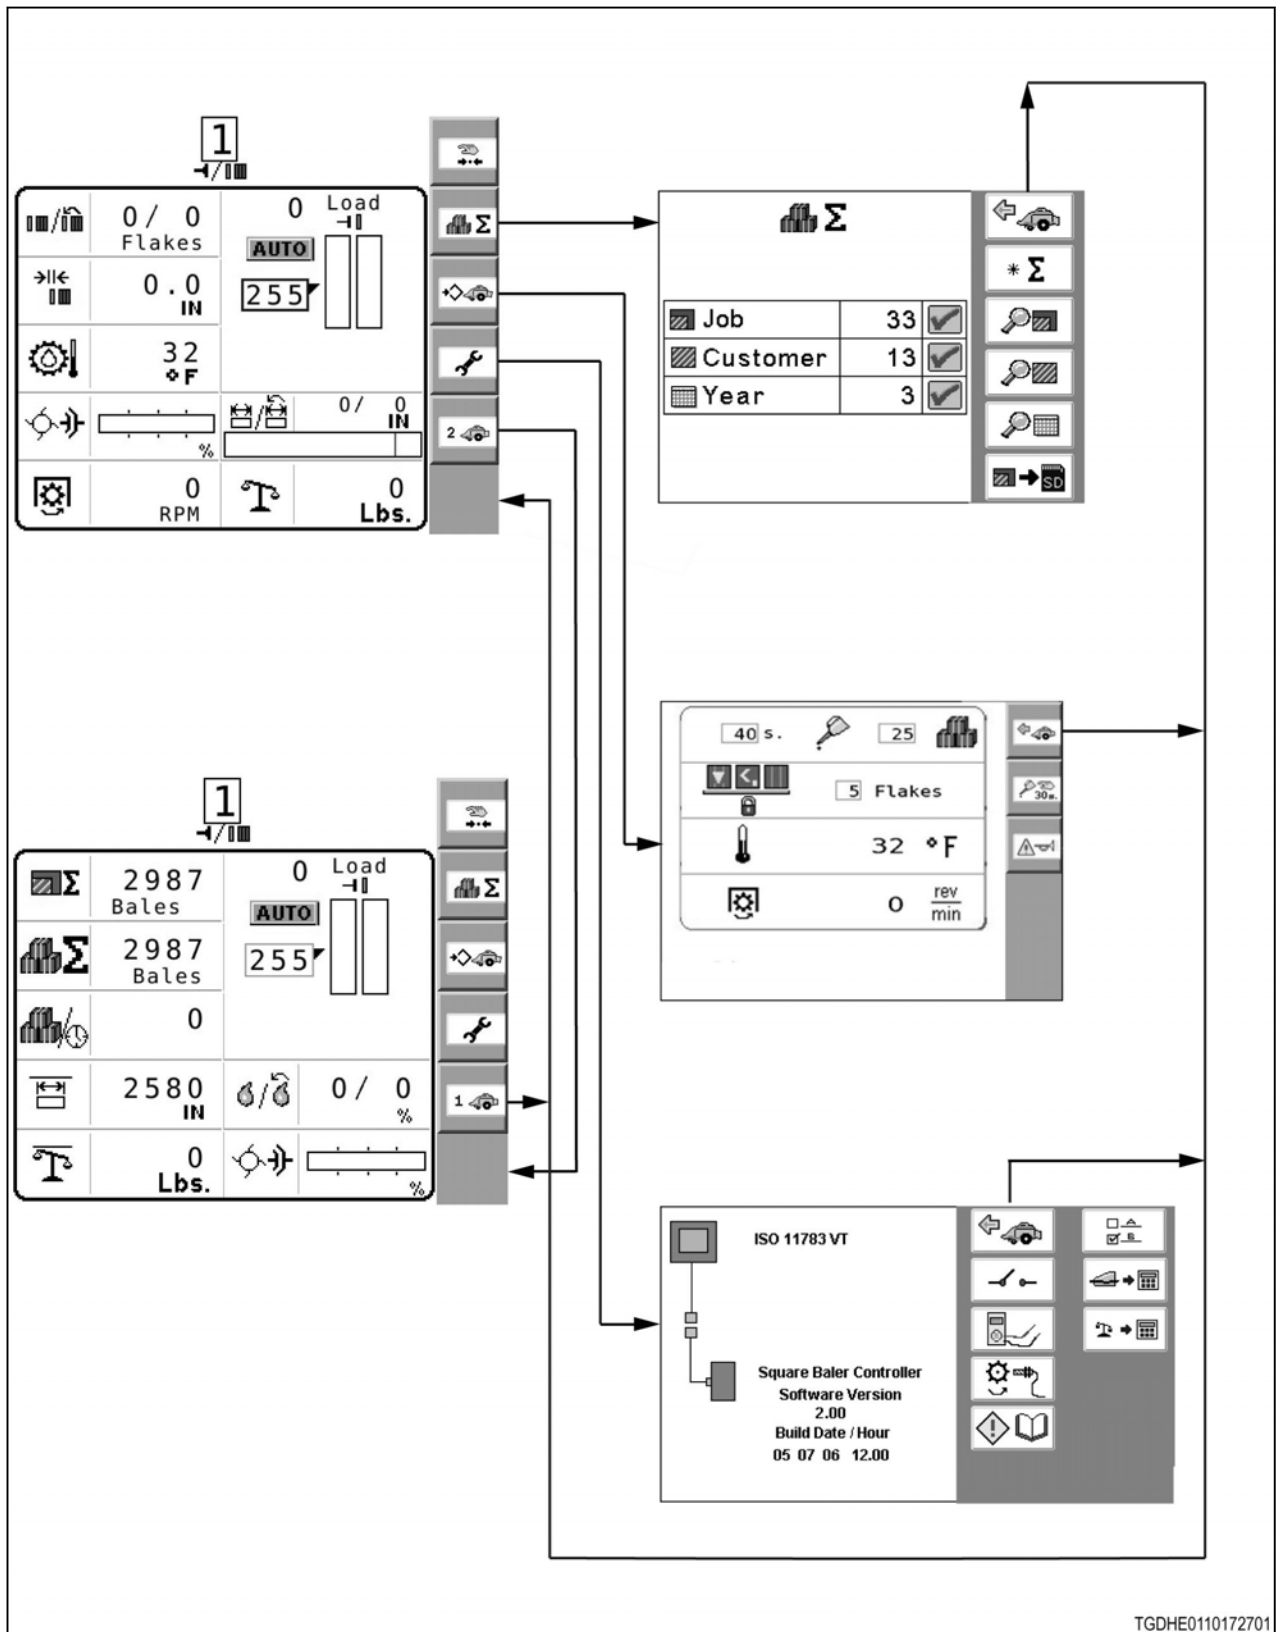 1
0/ 0
Flakes
0 Load
AUTO
255
0.0
IN
32
°F
0/ 0
IN
%
0
RPM
0
Lbs.
Σ
2
Σ
Job 33
Customer 13
Year 3
* Σ
SD
40 s. 25
5 Flakes
32 °F
0 rev
min
30s.
1
Σ 2987
Bales
0 Load
AUTO
255
Σ 2987
Bales
0
2580
IN
0/ 0
%
0
Lbs.
%
Σ
1
ISO 11783 VT
Square Baler Controller
Software Version
2.00
Build Date / Hour
05 07 06 12.00
A
B
TGDHE0110172701